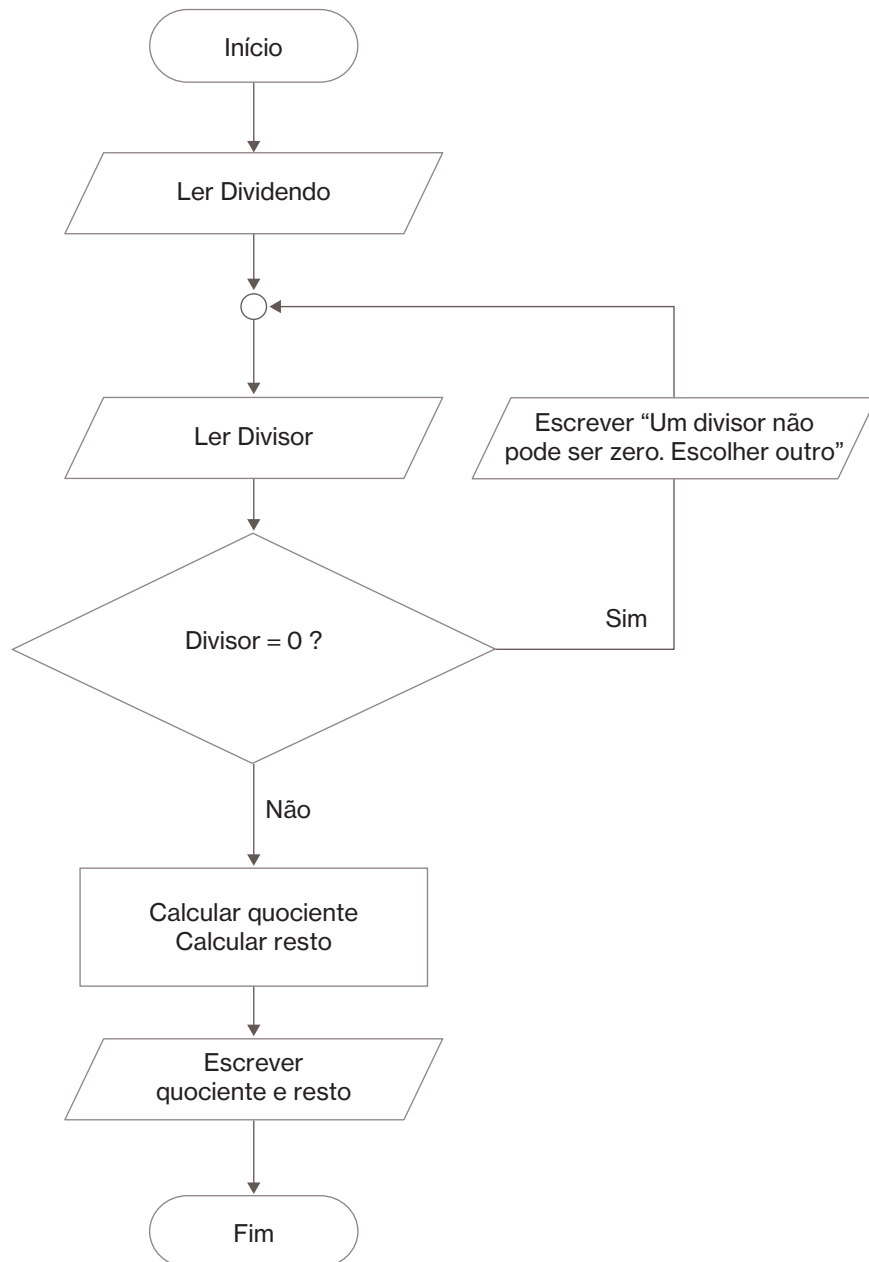 Início
Ler Dividendo
Ler Divisor
Escrever “Um divisor não
pode ser zero. Escolher outro”
Divisor = 0 ?
Sim
Não
Calcular quociente
Calcular resto
Escrever
quociente e resto
Fim